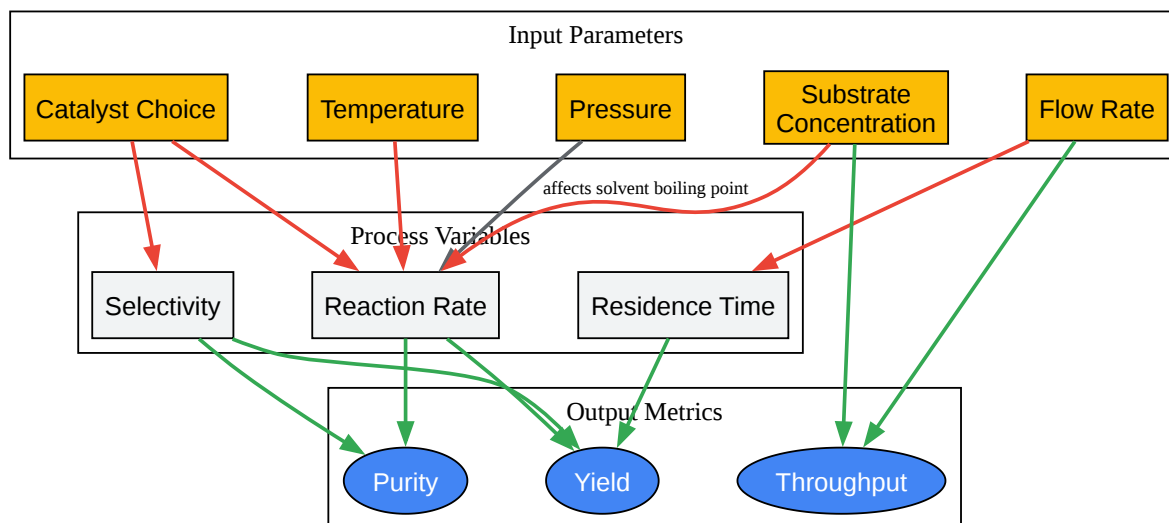 Input Parameters
Catalyst Choice
Temperature
Pressure
Substrate
Concentration
Flow Rate
affects solvent boiling point
Process Variables
Selectivity
Reaction Rate
Residence Time
Output Metrics
Purity
Yield
Throughput